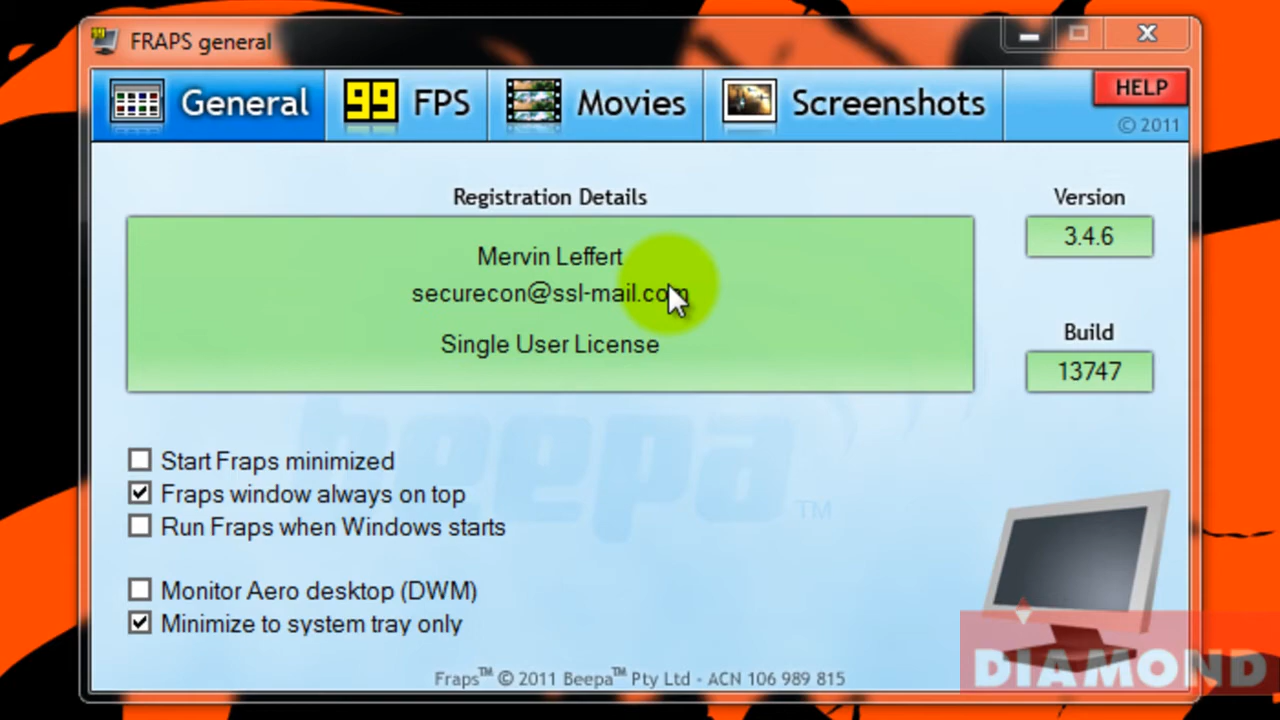 FRAPS general
General
99
FPS
Movies
Screenshots
HELP
© 2011
Registration Details
Version
Mervin Leffert
3.4.6
securecon@ssl-mail.com
Single User License
Build
13747
beepa™
Start Fraps minimized
Fraps window always on top
Run Fraps when Windows starts
Monitor Aero desktop (DWM)
Minimize to system tray only
Fraps™ © 2011 Beepa™ Pty Ltd - ACN 106 989 815
DIAMOND